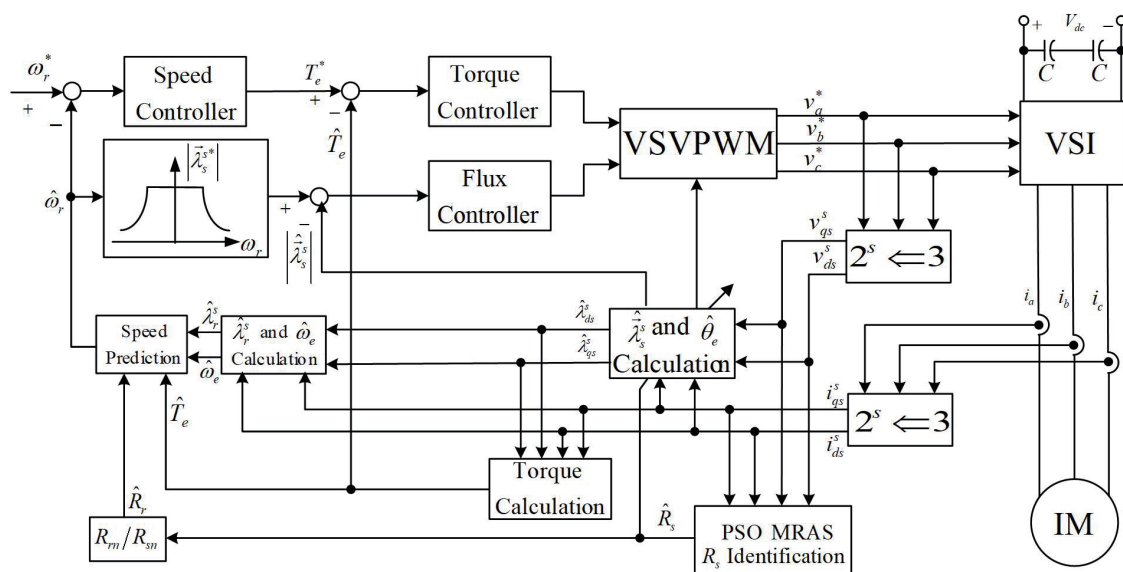 + V_dc −
C C
ω_r^*
+
−
Speed
Controller
T_e^*
+
−
T̂_e
Torque
Controller
VSVPWM
v_a^*
v_b^*
v_c^*
VSI
|λ⃗_s^{s*}|
ω_r
ω̂_r
+
−
|λ̂⃗_s^s|
Flux
Controller
v_qs^s
v_ds^s
2^s ⇐ 3
i_a
i_b
i_c
Speed
Prediction
λ̂_r^s
ω̂_e
λ̂_r^s and ω̂_e
Calculation
λ̂_ds^s
λ̂_qs^s
λ̂⃗_s^s and θ̂_e
Calculation
i_qs^s
i_ds^s
2^s ⇐ 3
T̂_e
Torque
Calculation
R̂_r
R_rn/R_sn
R̂_s
PSO MRAS
R_s Identification
IM